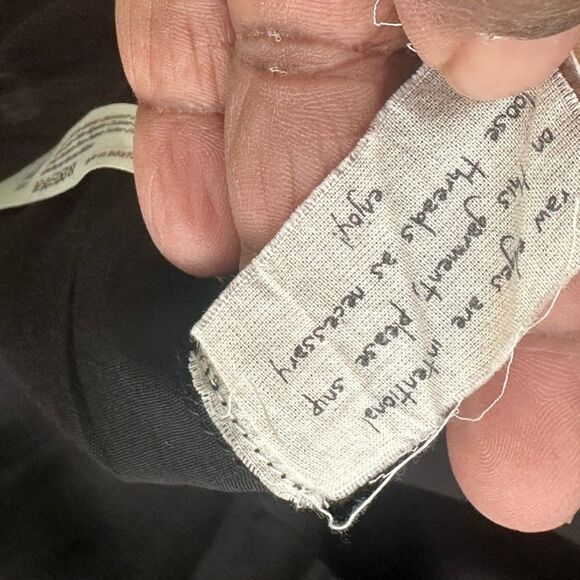 raw edges are intentional
on this garment, please snip
loose threads as necessary
enjoy!